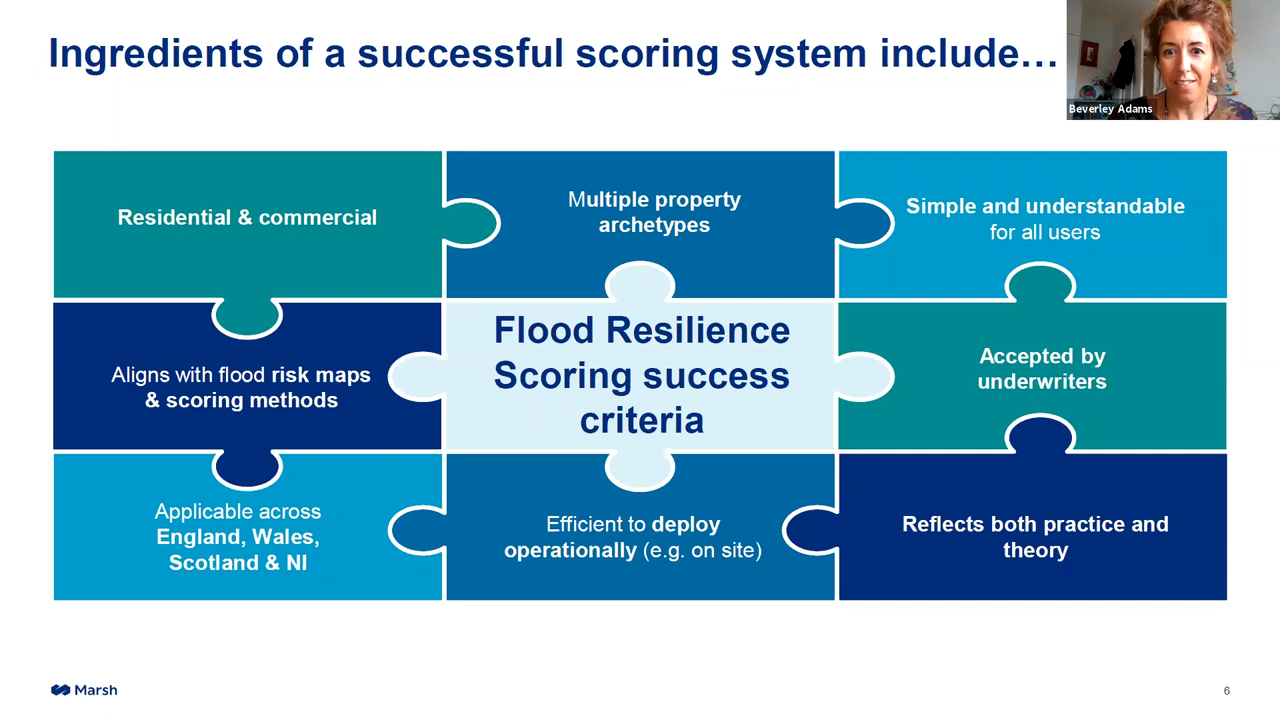 Ingredients of a successful scoring system include…
Beverley Adams
Residential & commercial
Multiple property
archetypes
Simple and understandable
for all users
Aligns with flood risk maps
& scoring methods
Flood Resilience
Scoring success
criteria
Accepted by
underwriters
Applicable across
England, Wales,
Scotland & NI
Efficient to deploy
operationally (e.g. on site)
Reflects both practice and
theory
Marsh
6